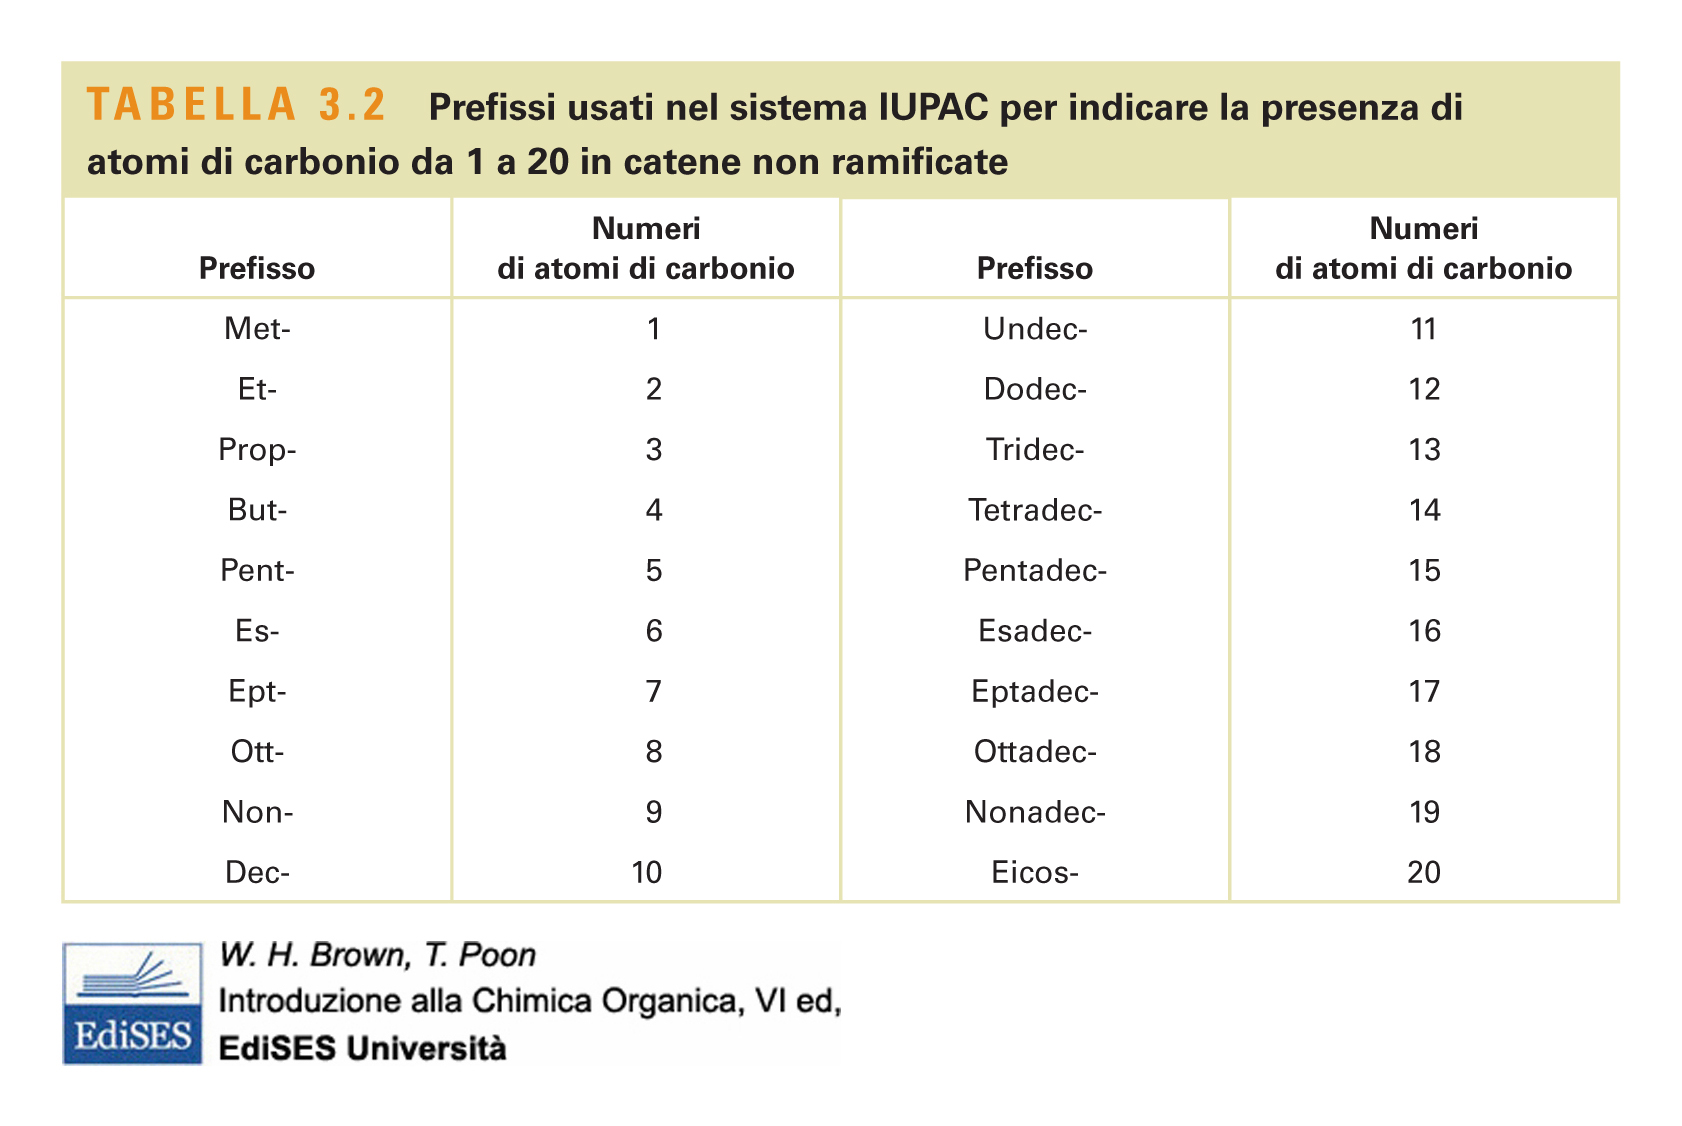 TABELLA 3.2 Prefissi usati nel sistema IUPAC per indicare la presenza di
atomi di carbonio da 1 a 20 in catene non ramificate
Prefisso Numeri di atomi di carbonio Prefisso Numeri di atomi di carbonio
Met- 1 Undec- 11
Et- 2 Dodec- 12
Prop- 3 Tridec- 13
But- 4 Tetradec- 14
Pent- 5 Pentadec- 15
Es- 6 Esadec- 16
Ept- 7 Eptadec- 17
Ott- 8 Ottadec- 18
Non- 9 Nonadec- 19
Dec- 10 Eicos- 20
EdiSES
W. H. Brown, T. Poon
Introduzione alla Chimica Organica, VI ed,
EdiSES Università